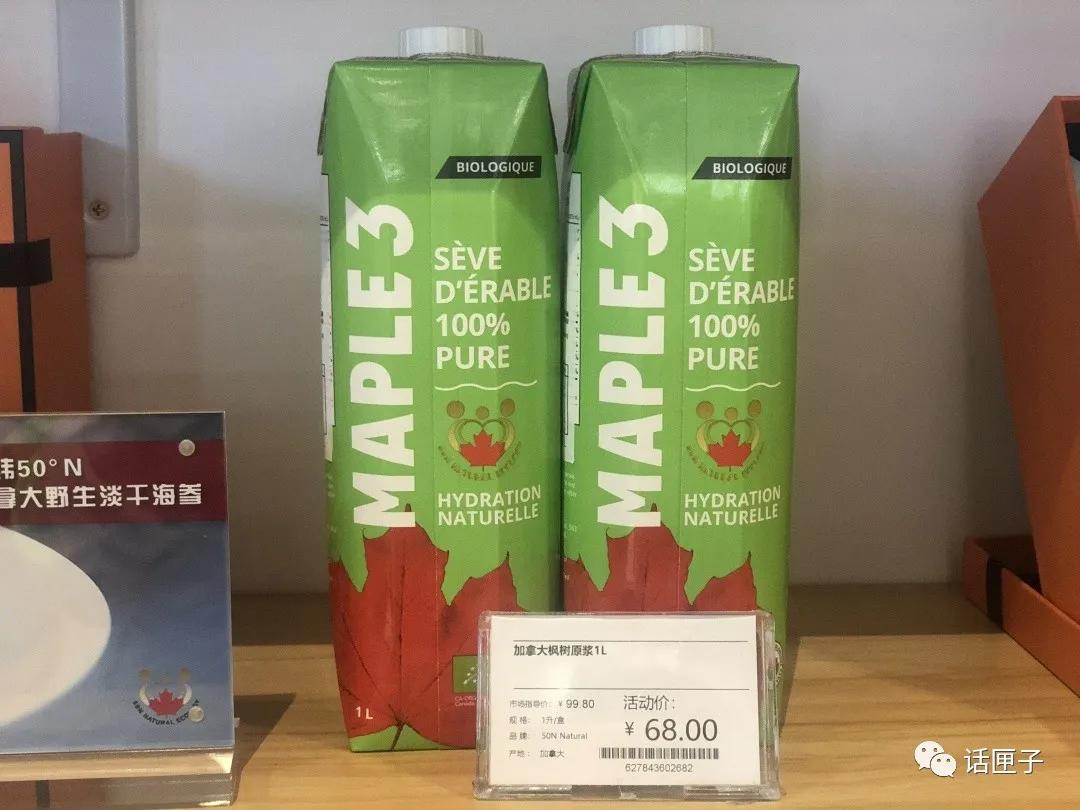 BIOLOGIQUE
MAPLE 3
SÈVE
D'ÉRABLE
100%
PURE
HYDRATION
NATURELLE
1L
BIOLOGIQUE
MAPLE 3
SÈVE
D'ÉRABLE
100%
PURE
HYDRATION
NATURELLE
纬50°N
拿大野生淡干海参
50N NATURAL
加拿大枫树原浆1L
市场指导价: ¥ 99.80
活动价:
¥ 68.00
规格: 1升/盒
品牌: 50N Natural
产地: 加拿大
627843602682
话匣子